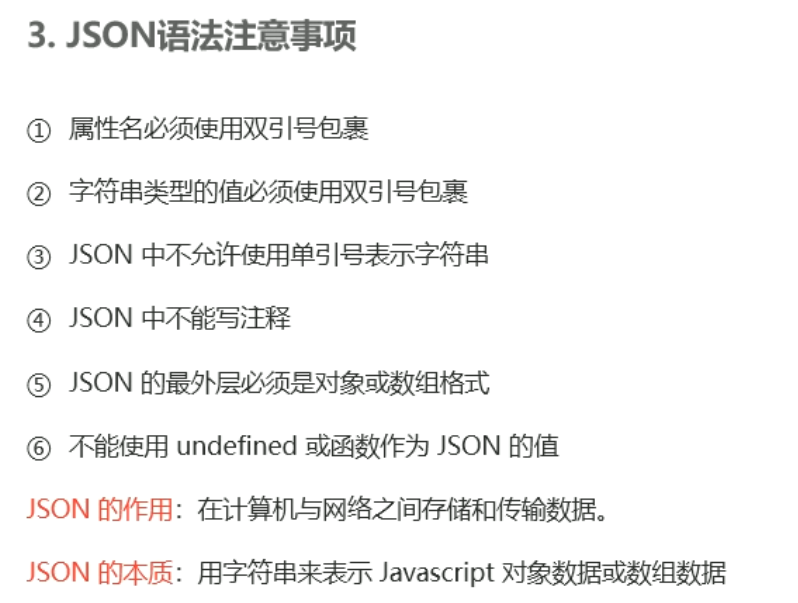 3. JSON语法注意事项
① 属性名必须使用双引号包裹
② 字符串类型的值必须使用双引号包裹
③ JSON 中不允许使用单引号表示字符串
④ JSON 中不能写注释
⑤ JSON 的最外层必须是对象或数组格式
⑥ 不能使用 undefined 或函数作为 JSON 的值
JSON 的作用：在计算机与网络之间存储和传输数据。
JSON 的本质：用字符串来表示 Javascript 对象数据或数组数据